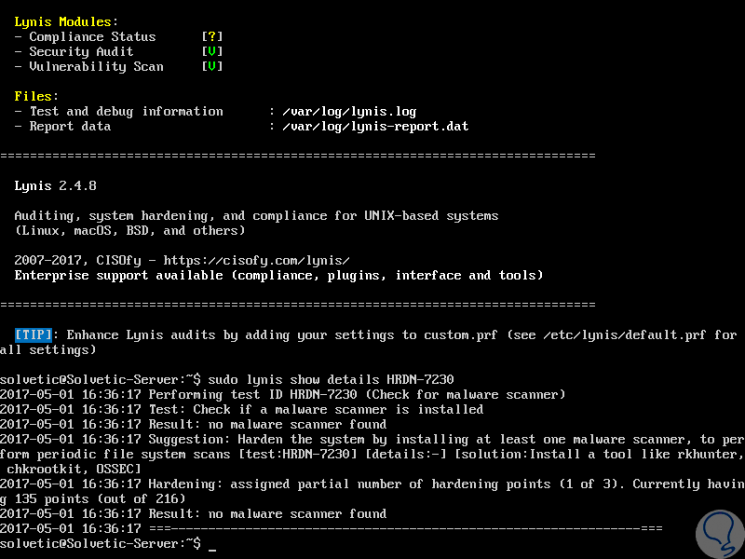 Lynis Modules:
- Compliance Status [?]
- Security Audit [V]
- Vulnerability Scan [V]
Files:
- Test and debug information : /var/log/lynis.log
- Report data : /var/log/lynis-report.dat
================================================================================
Lynis 2.4.8
Auditing, system hardening, and compliance for UNIX-based systems
(Linux, macOS, BSD, and others)
2007-2017, CISOfy - https://cisofy.com/lynis/
Enterprise support available (compliance, plugins, interface and tools)
================================================================================
[TIP]: Enhance Lynis audits by adding your settings to custom.prf (see /etc/lynis/default.prf for
all settings)
solvetic@Solvetic-Server:~$ sudo lynis show details HRDN-7230
2017-05-01 16:36:17 Performing test ID HRDN-7230 (Check for malware scanner)
2017-05-01 16:36:17 Test: Check if a malware scanner is installed
2017-05-01 16:36:17 Result: no malware scanner found
2017-05-01 16:36:17 Suggestion: Harden the system by installing at least one malware scanner, to per
form periodic file system scans [test:HRDN-7230] [details:-] [solution:Install a tool like rkhunter,
chkrootkit, OSSEC]
2017-05-01 16:36:17 Hardening: assigned partial number of hardening points (1 of 3). Currently havin
g 135 points (out of 216)
2017-05-01 16:36:17 Result: no malware scanner found
2017-05-01 16:36:17 ===---------------------------------------------------------------===
solvetic@Solvetic-Server:~$ _